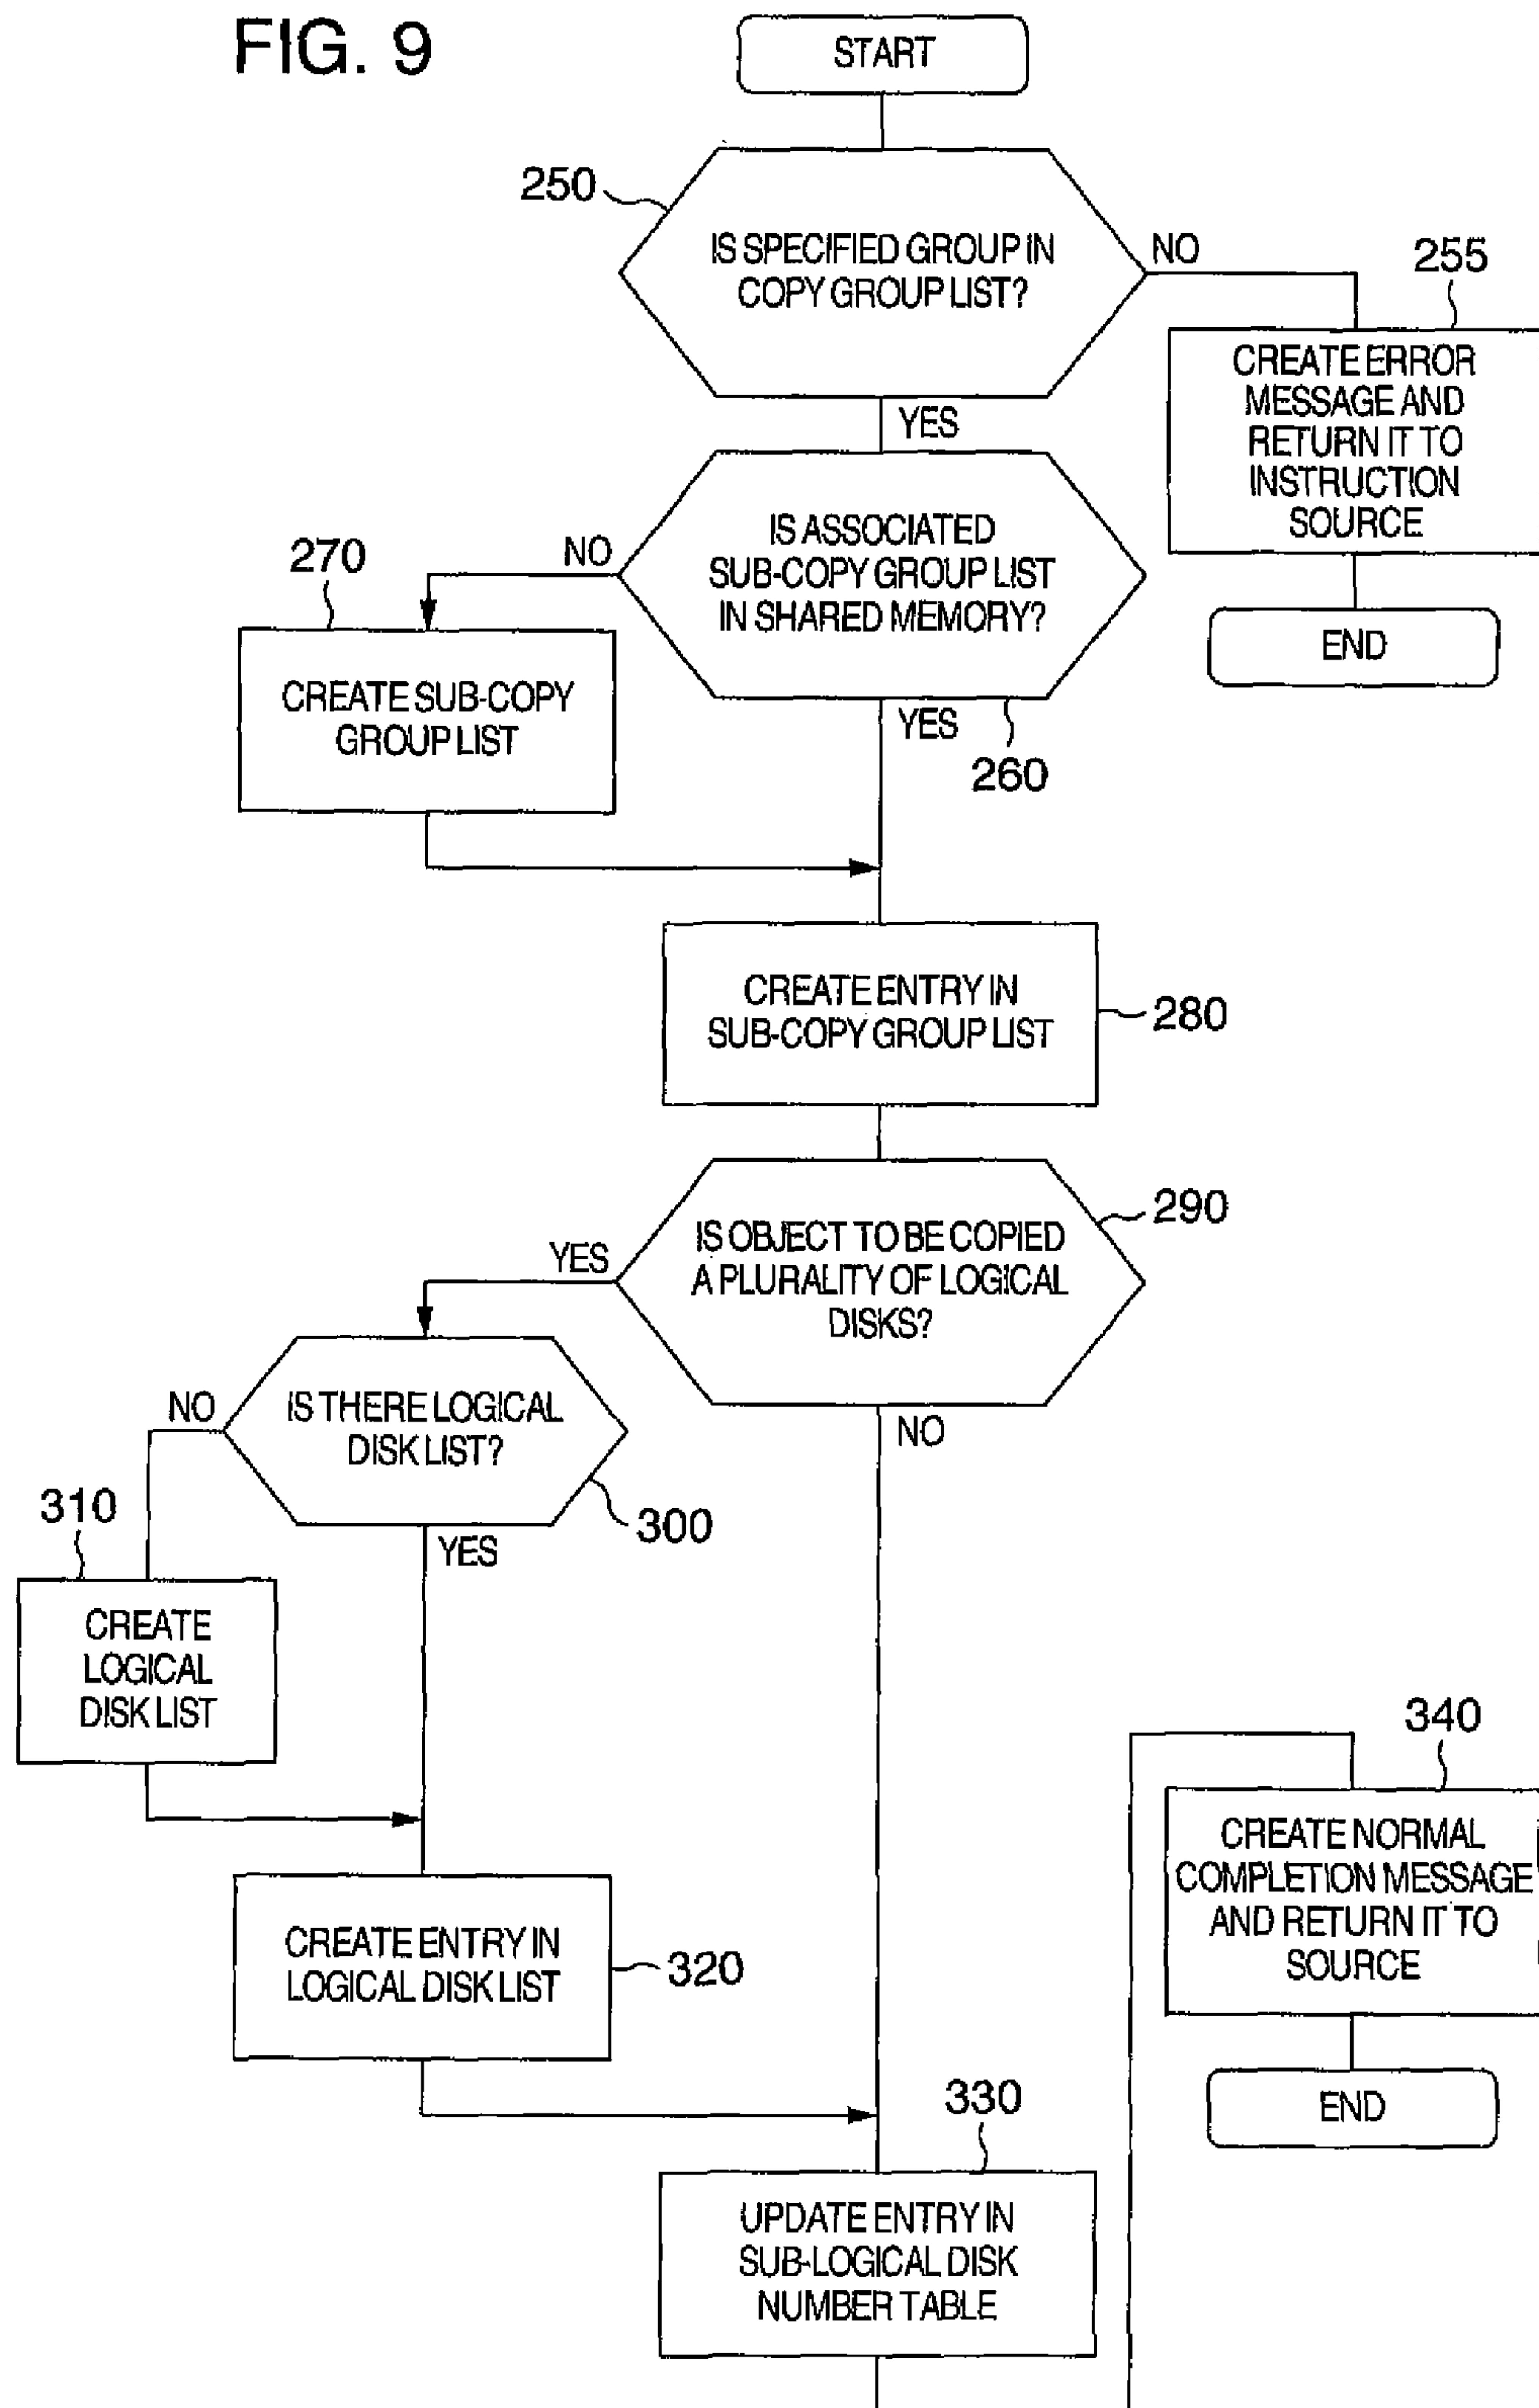 FIG. 9
START
250
IS SPECIFIED GROUP IN
COPY GROUP LIST?
NO
255
CREATE ERROR
MESSAGE AND
RETURN IT TO
INSTRUCTION
SOURCE
END
YES
IS ASSOCIATED
SUB-COPY GROUP LIST
IN SHARED MEMORY?
NO
270
CREATE SUB-COPY
GROUP LIST
YES
260
CREATE ENTRY IN
SUB-COPY GROUP LIST
280
IS OBJECT TO BE COPIED
A PLURALITY OF LOGICAL
DISKS?
290
YES
NO
IS THERE LOGICAL
DISK LIST?
300
NO
310
YES
CREATE
LOGICAL
DISK LIST
CREATE ENTRY IN
LOGICAL DISK LIST
320
330
UPDATE ENTRY IN
SUB-LOGICAL DISK
NUMBER TABLE
340
CREATE NORMAL
COMPLETION MESSAGE
AND RETURN IT TO
SOURCE
END